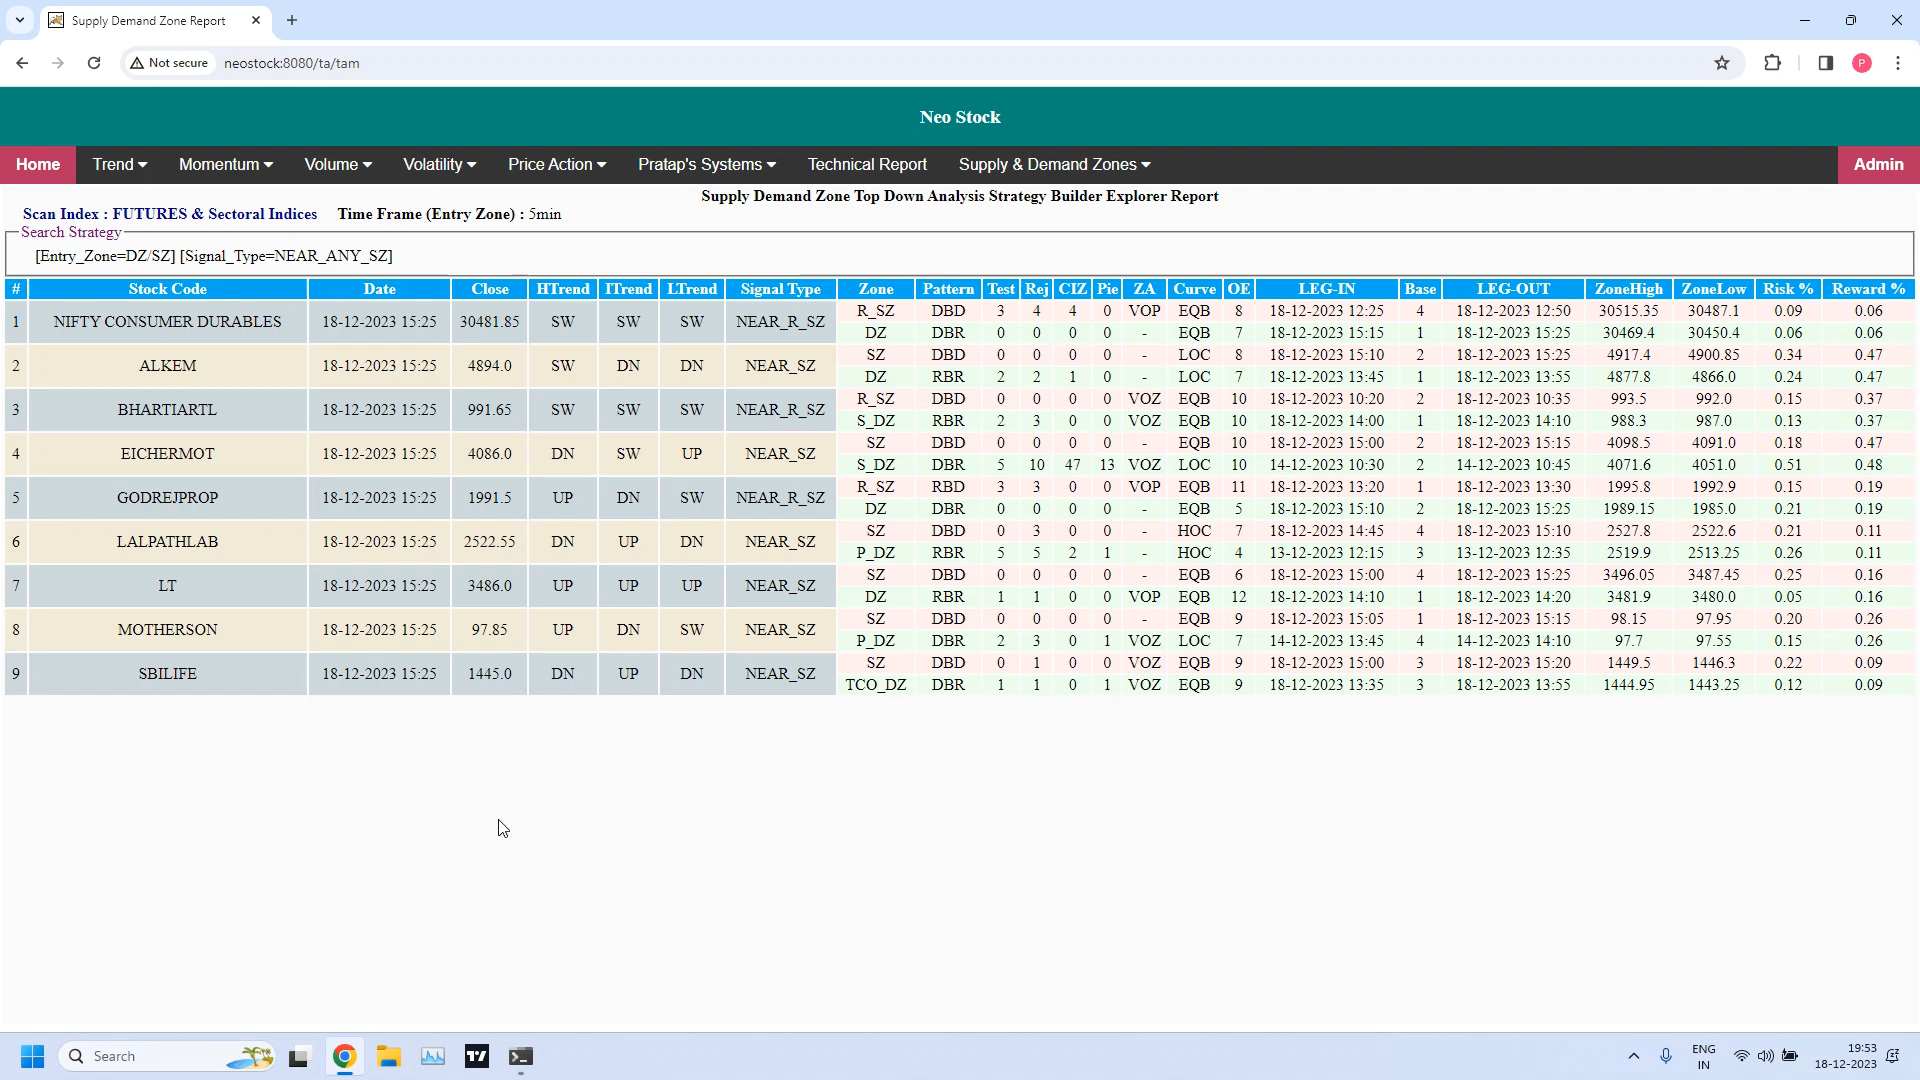 Supply Demand Zone Report
Not secure neostock:8080/ta/tam
P
Neo Stock
Home Trend Momentum Volume Volatility Price Action Pratap's Systems Technical Report Supply & Demand Zones Admin
Supply Demand Zone Top Down Analysis Strategy Builder Explorer Report
Scan Index : FUTURES & Sectoral Indices Time Frame (Entry Zone) : 5min
Search Strategy
[Entry_Zone=DZ/SZ] [Signal_Type=NEAR_ANY_SZ]
# Stock Code Date Close HTrend ITrend LTrend Signal Type Zone Pattern Test Rej CIZ Pie ZA Curve OE LEG-IN Base LEG-OUT ZoneHigh ZoneLow Risk % Reward %
1 NIFTY CONSUMER DURABLES 18-12-2023 15:25 30481.85 SW SW SW NEAR_R_SZ R_SZ DBD 3 4 4 0 VOP EQB 8 18-12-2023 12:25 4 18-12-2023 12:50 30515.35 30487.1 0.09 0.06
DZ DBR 0 0 0 0 - EQB 7 18-12-2023 15:15 1 18-12-2023 15:25 30469.4 30450.4 0.06 0.06
2 ALKEM 18-12-2023 15:25 4894.0 SW DN DN NEAR_SZ SZ DBD 0 0 0 0 - LOC 8 18-12-2023 15:10 2 18-12-2023 15:25 4917.4 4900.85 0.34 0.47
DZ RBR 2 2 1 0 - LOC 7 18-12-2023 13:45 1 18-12-2023 13:55 4877.8 4866.0 0.24 0.47
3 BHARTIARTL 18-12-2023 15:25 991.65 SW SW SW NEAR_R_SZ R_SZ DBD 0 0 0 0 VOZ EQB 10 18-12-2023 10:20 2 18-12-2023 10:35 993.5 992.0 0.15 0.37
S_DZ RBR 2 3 0 0 VOZ EQB 10 18-12-2023 14:00 1 18-12-2023 14:10 988.3 987.0 0.13 0.37
4 EICHERMOT 18-12-2023 15:25 4086.0 DN SW UP NEAR_SZ SZ DBD 0 0 0 0 - EQB 10 18-12-2023 15:00 2 18-12-2023 15:15 4098.5 4091.0 0.18 0.47
S_DZ DBR 5 10 47 13 VOZ LOC 10 14-12-2023 10:30 2 14-12-2023 10:45 4071.6 4051.0 0.51 0.48
5 GODREJPROP 18-12-2023 15:25 1991.5 UP DN SW NEAR_R_SZ R_SZ RBD 3 3 0 0 VOP EQB 11 18-12-2023 13:20 1 18-12-2023 13:30 1995.8 1992.9 0.15 0.19
DZ DBR 0 0 0 0 - EQB 5 18-12-2023 15:10 2 18-12-2023 15:25 1989.15 1985.0 0.21 0.19
6 LALPATHLAB 18-12-2023 15:25 2522.55 DN UP DN NEAR_SZ SZ DBD 0 3 0 0 - HOC 7 18-12-2023 14:45 4 18-12-2023 15:10 2527.8 2522.6 0.21 0.11
P_DZ RBR 5 5 2 1 - HOC 4 13-12-2023 12:15 3 13-12-2023 12:35 2519.9 2513.25 0.26 0.11
7 LT 18-12-2023 15:25 3486.0 UP UP UP NEAR_SZ SZ DBD 0 0 0 0 - EQB 6 18-12-2023 15:00 4 18-12-2023 15:25 3496.05 3487.45 0.25 0.16
DZ RBR 1 1 0 0 VOP EQB 12 18-12-2023 14:10 1 18-12-2023 14:20 3481.9 3480.0 0.05 0.16
8 MOTHERSON 18-12-2023 15:25 97.85 UP DN SW NEAR_SZ SZ DBD 0 0 0 0 - EQB 9 18-12-2023 15:05 1 18-12-2023 15:15 98.15 97.95 0.20 0.26
P_DZ DBR 2 3 0 1 VOZ LOC 7 14-12-2023 13:45 4 14-12-2023 14:10 97.7 97.55 0.15 0.26
9 SBILIFE 18-12-2023 15:25 1445.0 DN UP DN NEAR_SZ SZ DBD 0 1 0 0 VOZ EQB 9 18-12-2023 15:00 3 18-12-2023 15:20 1449.5 1446.3 0.22 0.09
TCO_DZ DBR 1 1 0 1 VOZ EQB 9 18-12-2023 13:35 3 18-12-2023 13:55 1444.95 1443.25 0.12 0.09
Search
ENG
IN
19:53
18-12-2023